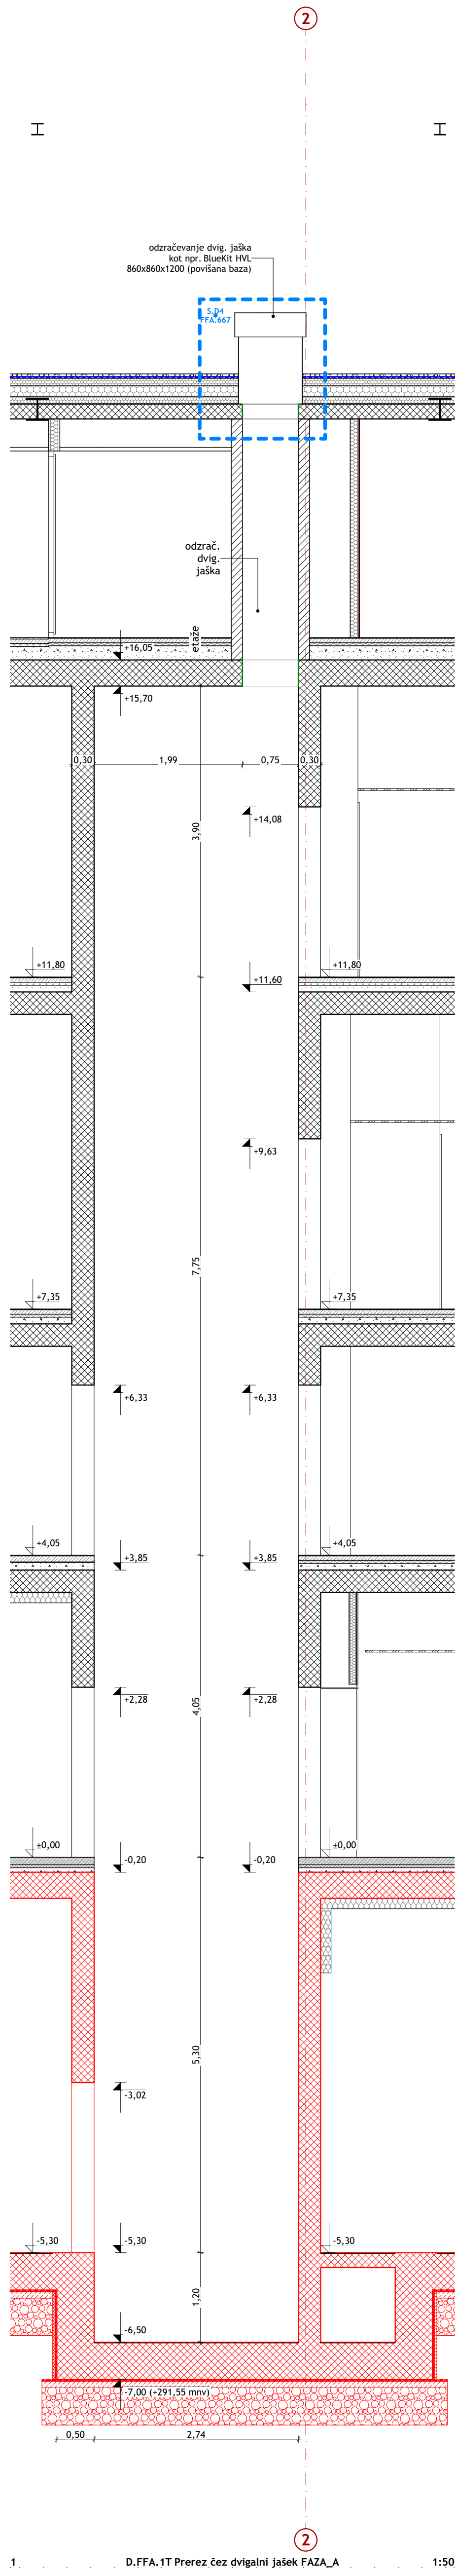 2
odzračevanje dvig. jaška
kot npr. BlueKit HVL
860x860x1200 (povišana baza)
S.D4
FFA.667
odzrač.
dvig.
jaška
etaže
+16,05
+15,70
0,30 1,99 0,75 0,30
3,90
+14,08
+11,80 +11,80
+11,60
+9,63
7,75
+7,35 +7,35
+6,33 +6,33
+4,05 +4,05
+3,85 +3,85
+2,28 +2,28
4,05
±0,00 ±0,00
-0,20 -0,20
5,30
-3,02
-5,30 -5,30 -5,30
1,20
-6,50
-7,00 (+291,55 mnv)
0,50 2,74
2
1 D.FFA.1T Prerez čez dvigalni jašek FAZA_A 1:50